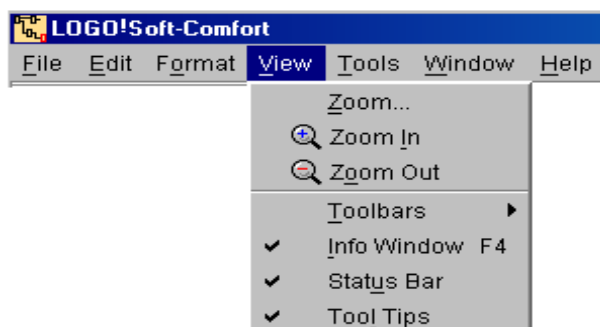 LOGO!Soft-Comfort
File Edit Format View Tools Window Help
Zoom...
Zoom In
Zoom Out
Toolbars
Info Window F4
Status Bar
Tool Tips